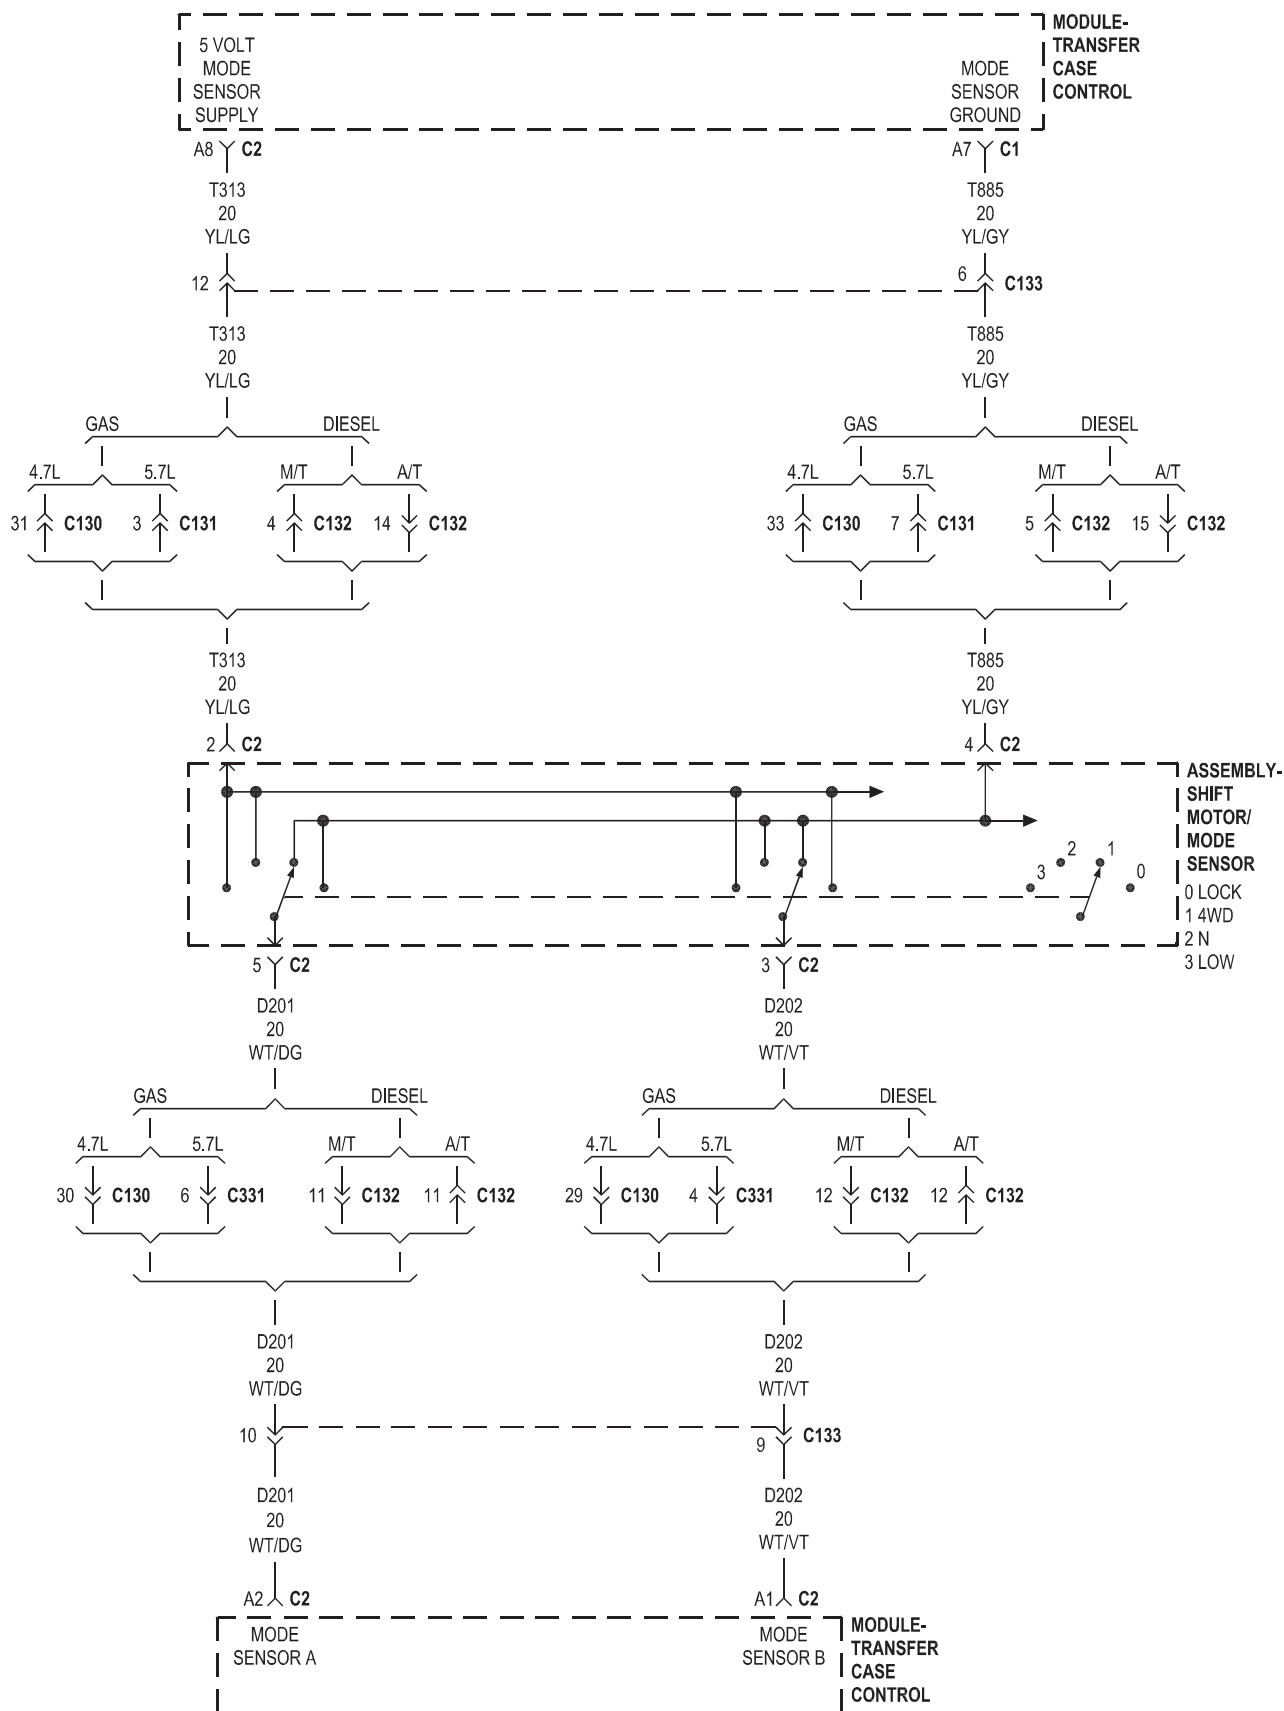 MODULE-
TRANSFER
CASE
CONTROL
5 VOLT
MODE
SENSOR
SUPPLY
MODE
SENSOR
GROUND
A8 C2
A7 C1
T313
20
YL/LG
T885
20
YL/GY
12
6 C133
T313
20
YL/LG
T885
20
YL/GY
GAS DIESEL
GAS DIESEL
4.7L 5.7L M/T A/T
4.7L 5.7L M/T A/T
31 C130 3 C131 4 C132 14 C132
33 C130 7 C131 5 C132 15 C132
T313
20
YL/LG
T885
20
YL/GY
2 C2
4 C2
ASSEMBLY-
SHIFT
MOTOR/
MODE
SENSOR
0 LOCK
1 4WD
2 N
3 LOW
3 2 1 0
5 C2
3 C2
D201
20
WT/DG
D202
20
WT/VT
GAS DIESEL
GAS DIESEL
4.7L 5.7L M/T A/T
4.7L 5.7L M/T A/T
30 C130 6 C331 11 C132 11 C132
29 C130 4 C331 12 C132 12 C132
D201
20
WT/DG
D202
20
WT/VT
10
9 C133
D201
20
WT/DG
D202
20
WT/VT
A2 C2
A1 C2
MODE
SENSOR A
MODE
SENSOR B
MODULE-
TRANSFER
CASE
CONTROL